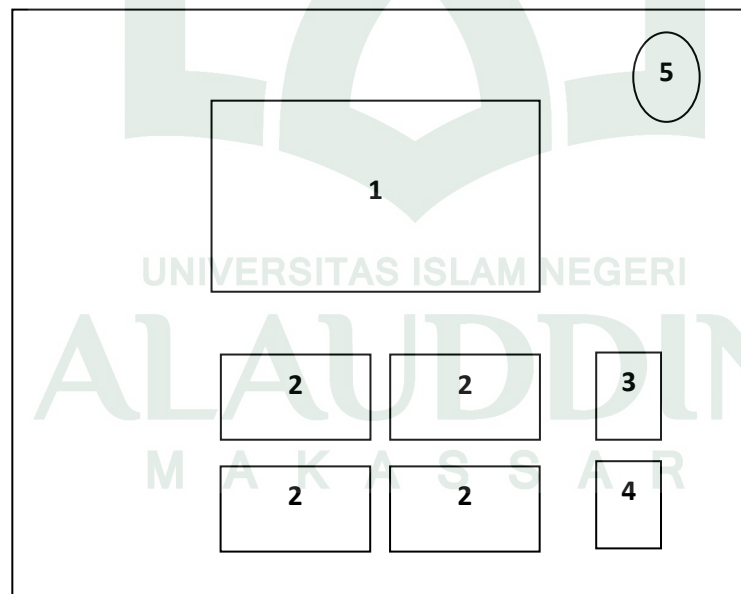 5
1
UNIVERSITAS ISLAM NEGERI
ALAUDDIN
2 2 3
M A K A S S A R
2 2 4